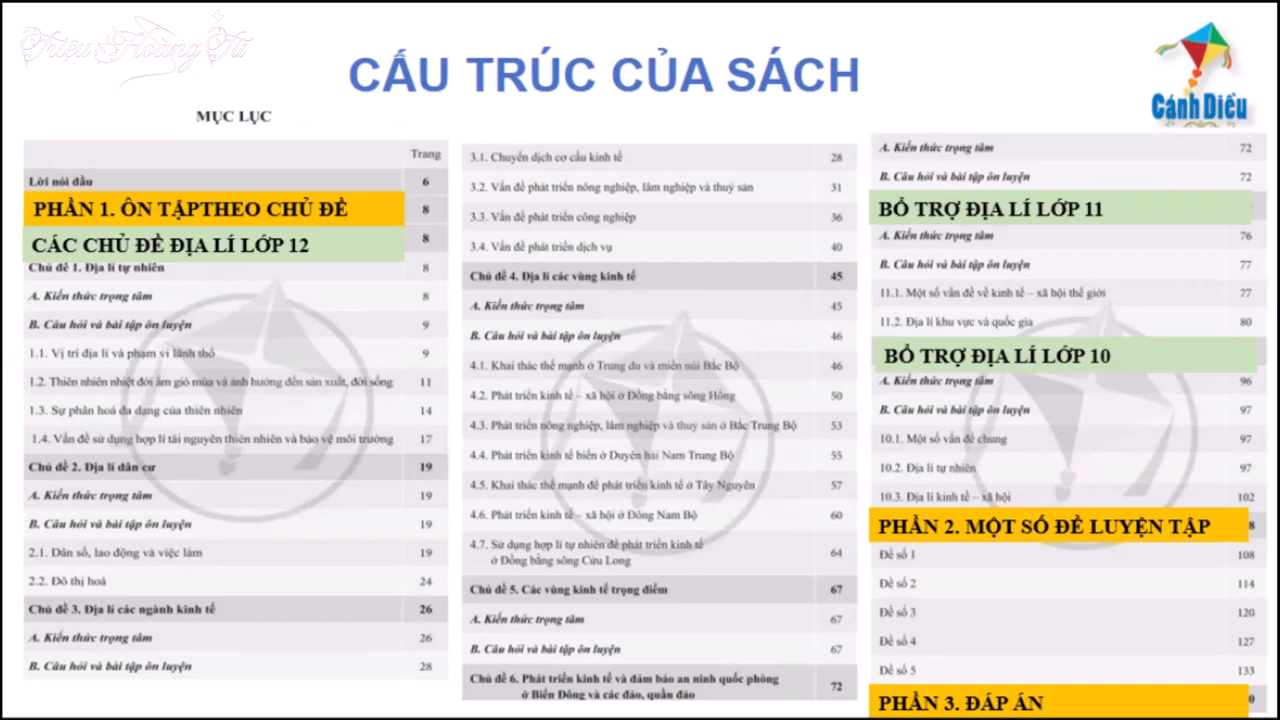 Triệu Hoàng Tú
CẤU TRÚC CỦA SÁCH
Cánh Diều
MỤC LỤC
Trang
Lời nói đầu 6
PHẦN 1. ÔN TẬPTHEO CHỦ ĐỀ 8
CÁC CHỦ ĐỀ ĐỊA LÍ LỚP 12 8
Chủ đề 1. Địa lí tự nhiên 8
A. Kiến thức trọng tâm 8
B. Câu hỏi và bài tập ôn luyện 9
1.1. Vị trí địa lí và phạm vi lãnh thổ 9
1.2. Thiên nhiên nhiệt đới ẩm gió mùa và ảnh hưởng đến sản xuất, đời sống 11
1.3. Sự phân hoá đa dạng của thiên nhiên 14
1.4. Vấn đề sử dụng hợp lí tài nguyên thiên nhiên và bảo vệ môi trường 17
Chủ đề 2. Địa lí dân cư 19
A. Kiến thức trọng tâm 19
B. Câu hỏi và bài tập ôn luyện 19
2.1. Dân số, lao động và việc làm 19
2.2. Đô thị hoá 24
Chủ đề 3. Địa lí các ngành kinh tế 26
A. Kiến thức trọng tâm 26
B. Câu hỏi và bài tập ôn luyện 28
3.1. Chuyển dịch cơ cấu kinh tế 28
3.2. Vấn đề phát triển nông nghiệp, lâm nghiệp và thuỷ sản 31
3.3. Vấn đề phát triển công nghiệp 36
3.4. Vấn đề phát triển dịch vụ 40
Chủ đề 4. Địa lí các vùng kinh tế 45
A. Kiến thức trọng tâm 45
B. Câu hỏi và bài tập ôn luyện 46
4.1. Khai thác thế mạnh ở Trung du và miền núi Bắc Bộ 46
4.2. Phát triển kinh tế – xã hội ở Đồng bằng sông Hồng 50
4.3. Phát triển nông nghiệp, lâm nghiệp và thuỷ sản ở Bắc Trung Bộ 53
4.4. Phát triển kinh tế biển ở Duyên hải Nam Trung Bộ 55
4.5. Khai thác thế mạnh để phát triển kinh tế ở Tây Nguyên 57
4.6. Phát triển kinh tế – xã hội ở Đông Nam Bộ 60
4.7. Sử dụng hợp lí tự nhiên để phát triển kinh tế
ở Đồng bằng sông Cửu Long 64
Chủ đề 5. Các vùng kinh tế trọng điểm 67
A. Kiến thức trọng tâm 67
B. Câu hỏi và bài tập ôn luyện 67
Chủ đề 6. Phát triển kinh tế và đảm bảo an ninh quốc phòng
ở Biển Đông và các đảo, quần đảo 72
A. Kiến thức trọng tâm 72
B. Câu hỏi và bài tập ôn luyện 72
BỔ TRỢ ĐỊA LÍ LỚP 11
A. Kiến thức trọng tâm 76
B. Câu hỏi và bài tập ôn luyện 77
11.1. Một số vấn đề về kinh tế – xã hội thế giới 77
11.2. Địa lí khu vực và quốc gia 80
BỔ TRỢ ĐỊA LÍ LỚP 10
A. Kiến thức trọng tâm 96
B. Câu hỏi và bài tập ôn luyện 97
10.1. Một số vấn đề chung 97
10.2. Địa lí tự nhiên 97
10.3. Địa lí kinh tế – xã hội 102
PHẦN 2. MỘT SỐ ĐỀ LUYỆN TẬP 8
Đề số 1 108
Đề số 2 114
Đề số 3 120
Đề số 4 127
Đề số 5 133
PHẦN 3. ĐÁP ÁN 0